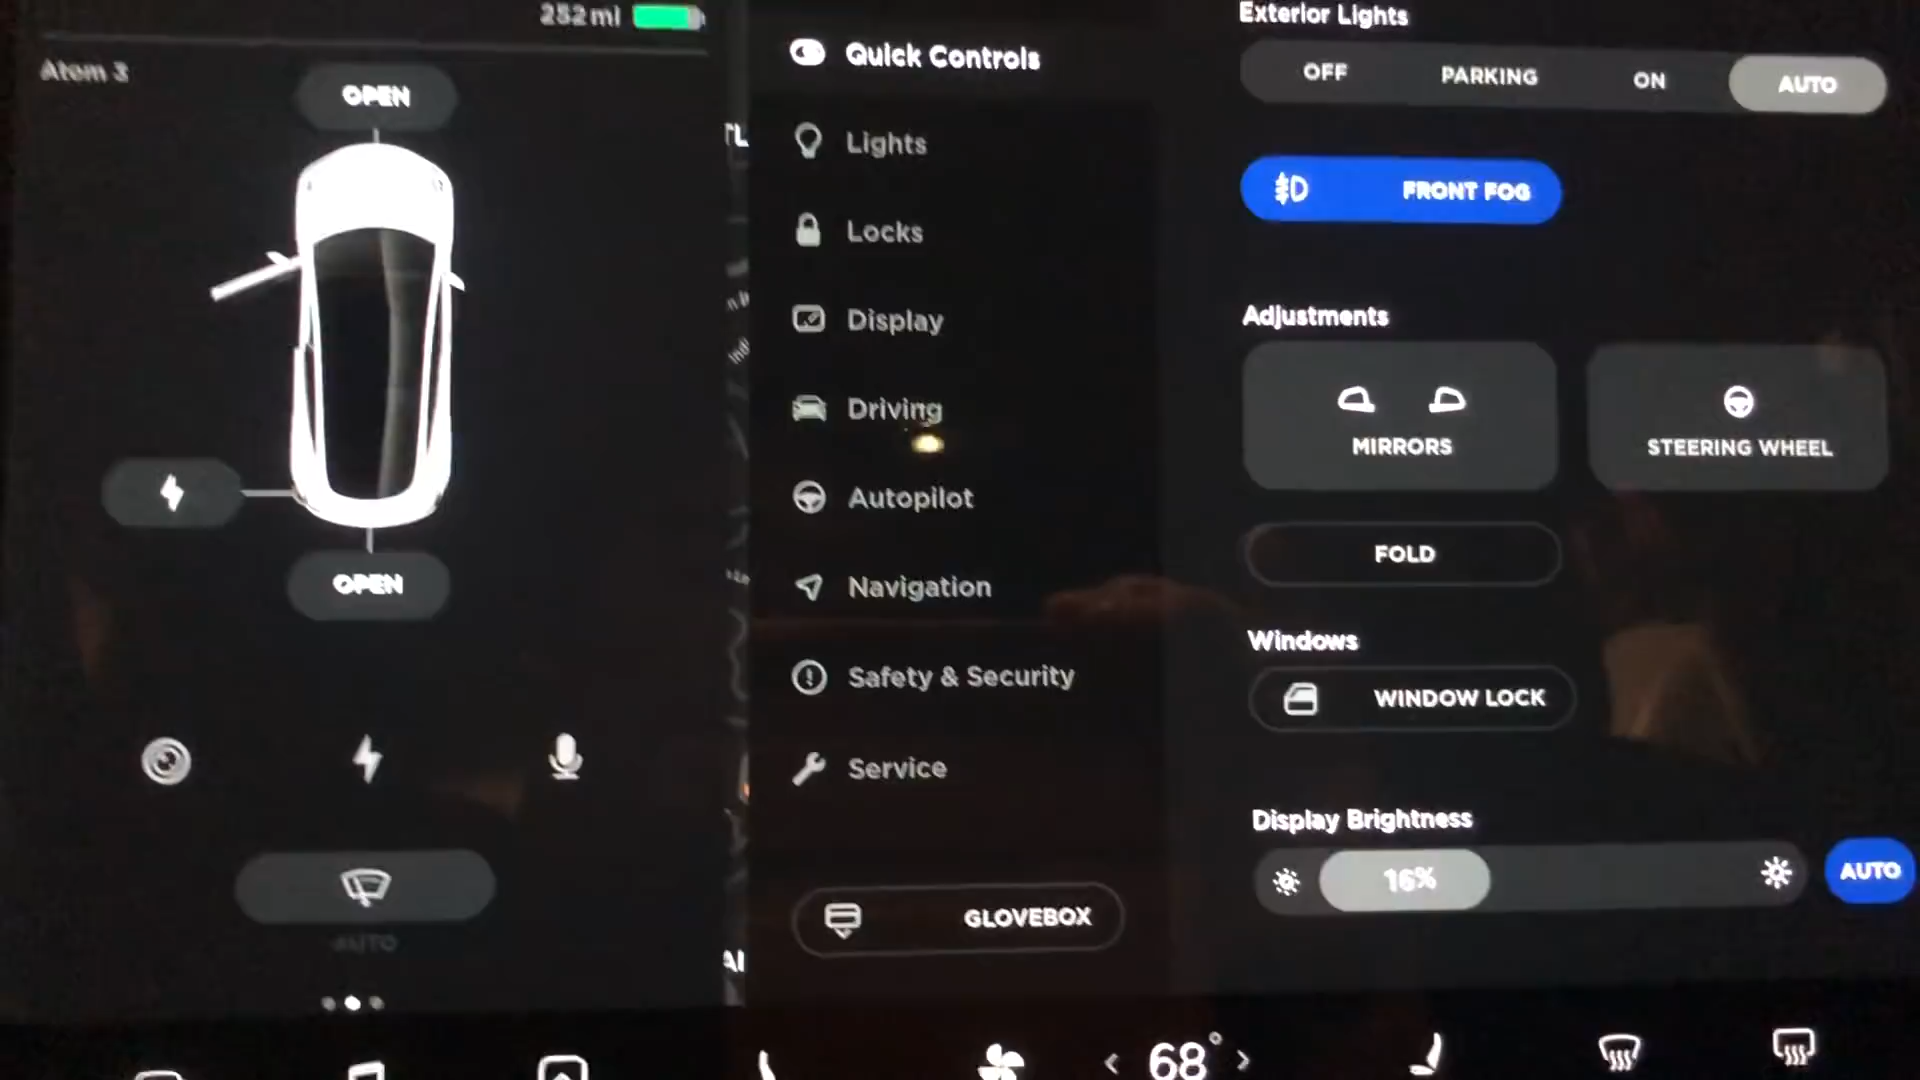 252 mi
Atom 3
OPEN
OPEN
AUTO
Quick Controls
Lights
Locks
Display
Driving
Autopilot
Navigation
Safety & Security
Service
GLOVEBOX
Exterior Lights
OFF PARKING ON AUTO
FRONT FOG
Adjustments
MIRRORS
STEERING WHEEL
FOLD
Windows
WINDOW LOCK
Display Brightness
16%
AUTO
< 68° >